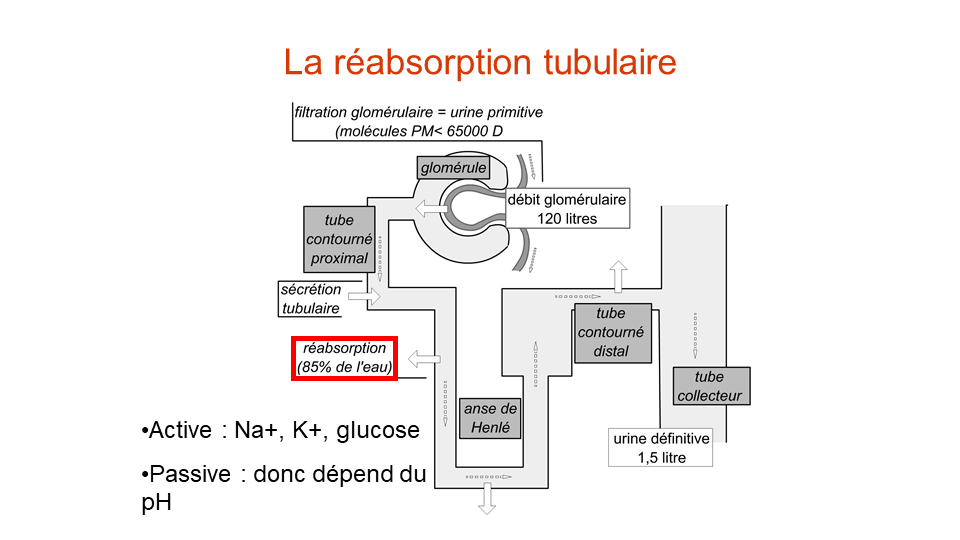 La réabsorption tubulaire
filtration glomérulaire = urine primitive
(molécules PM< 65000 D
glomérule
débit glomérulaire
120 litres
tube
contourné
proximal
sécrétion
tubulaire
réabsorption
(85% de l'eau)
tube
contourné
distal
tube
collecteur
anse de
Henlé
urine définitive
1,5 litre
•Active : Na+, K+, glucose
•Passive : donc dépend du
pH